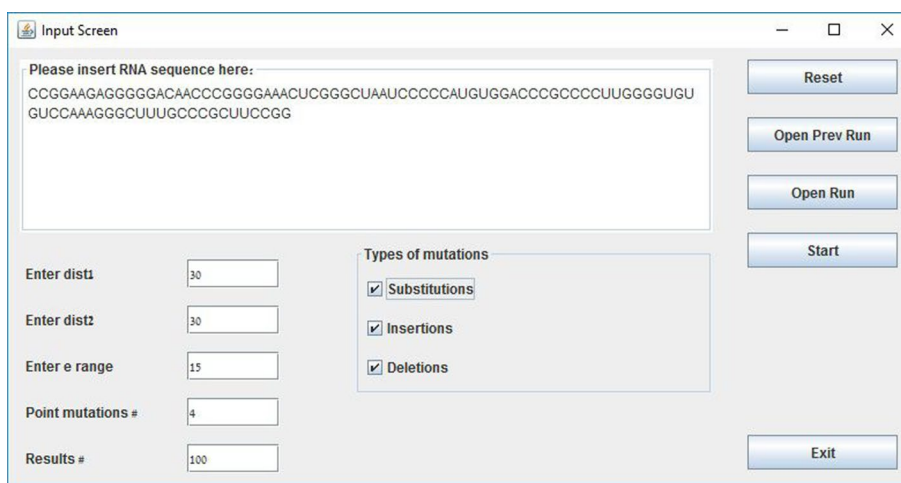 Input Screen
Please insert RNA sequence here:
CCGGAAGAGGGGGACAACCCGGGGAAACUCGGGCUAAUCCCCCAUGUGGACCCGCCCCUUGGGGUGU
GUCCAAAGGGCUUUGCCCGCUUCCGG
Reset
Open Prev Run
Open Run
Start
Enter dist1 30
Enter dist2 30
Enter e range 15
Point mutations # 4
Results # 100
Types of mutations
Substitutions
Insertions
Deletions
Exit